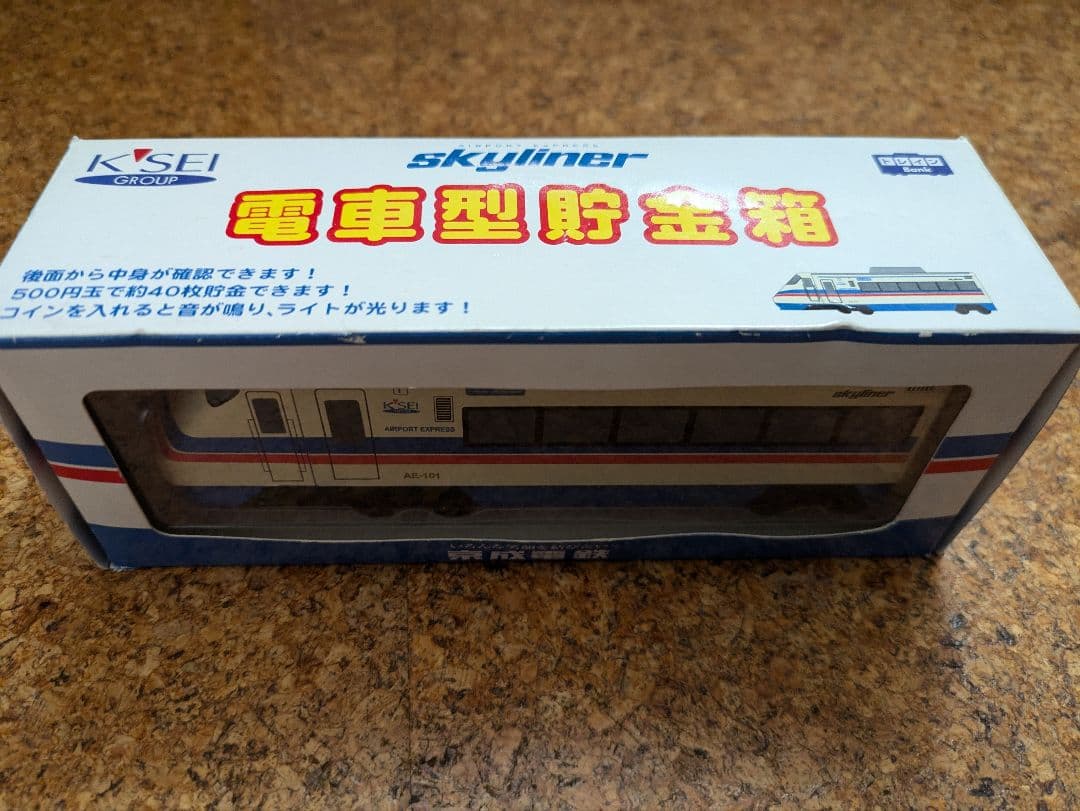 K'SEI
GROUP
AIRPORT EXPRESS
skyliner
トレイン
Bank
電車型貯金箱
後面から中身が確認できます！
500円玉で約40枚貯金できます！
コインを入れると音が鳴り、ライトが光ります！
1
K'SEI
AIRPORT EXPRESS
AE-101
skyliner
京成電鉄